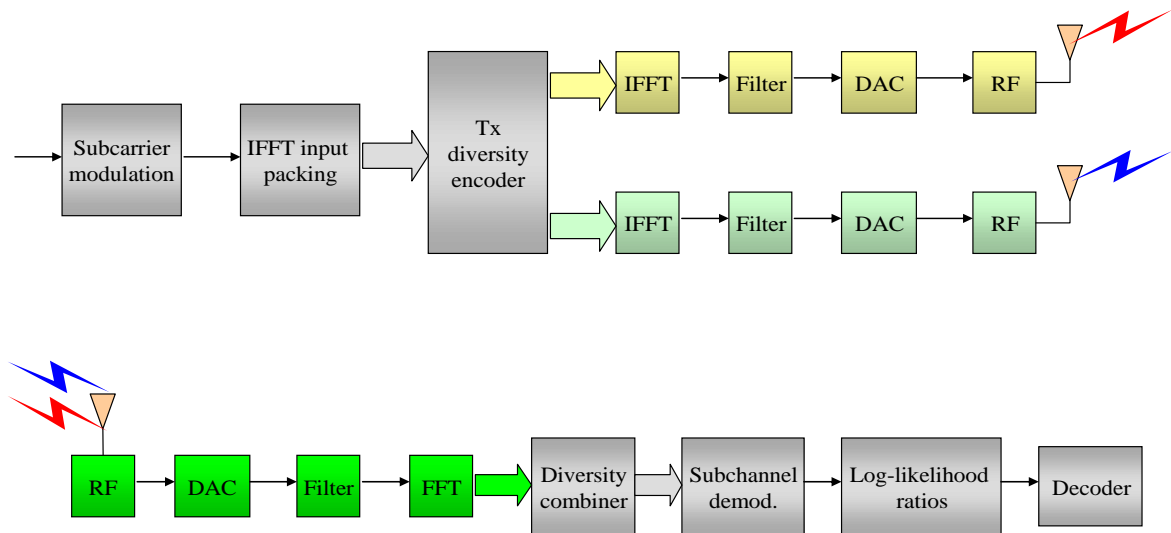 Subcarrier
modulation
IFFT input
packing
Tx
diversity
encoder
IFFT
Filter
DAC
RF
IFFT
Filter
DAC
RF
RF
DAC
Filter
FFT
Diversity
combiner
Subchannel
demod.
Log-likelihood
ratios
Decoder